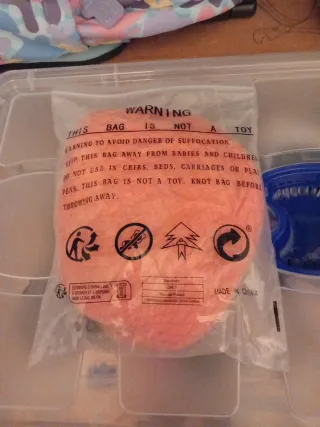 WARNING
THIS BAG IS NOT A TOY
WARNING TO AVOID DANGER OF SUFFOCATION
KEEP THIS BAG AWAY FROM BABIES AND CHILDREN
DO NOT USE IN CRIBS, BEDS, CARRIAGES OR PLAY
PENS. THIS BAG IS NOT A TOY. KNOT BAG BEFORE
THROWING AWAY.
MADE IN CHINA